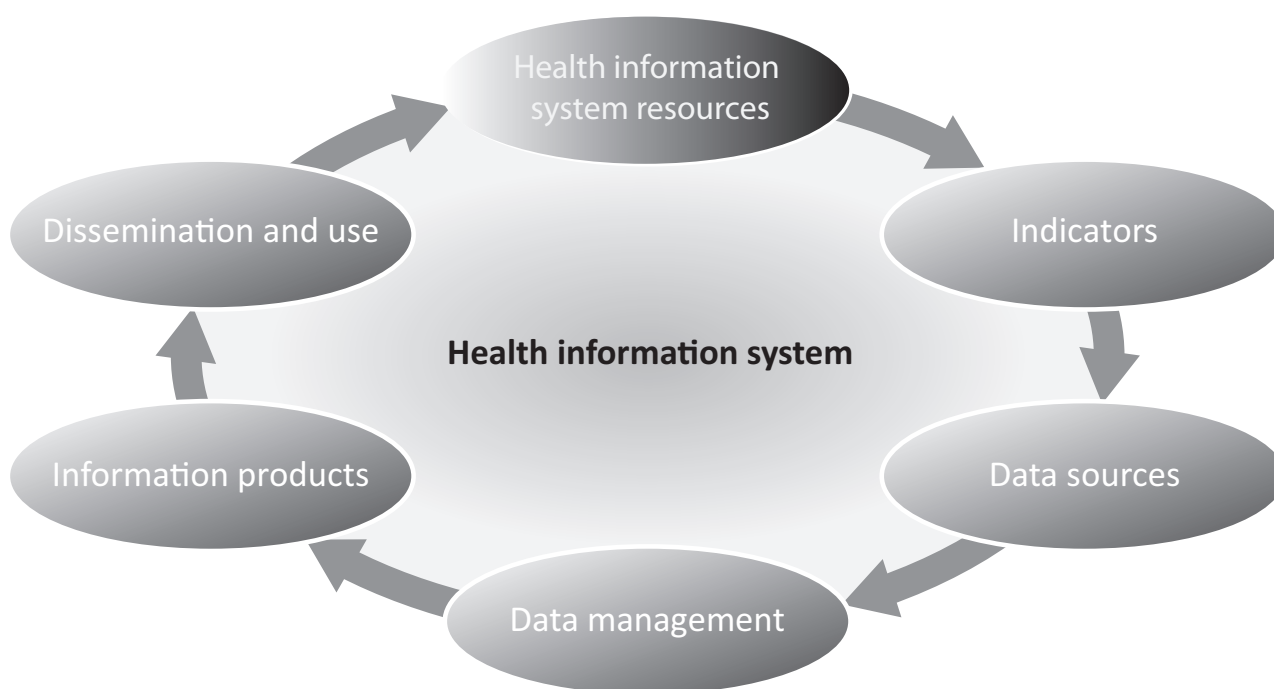 Health information
system resources
Dissemination and use
Indicators
Health information system
Information products
Data sources
Data management